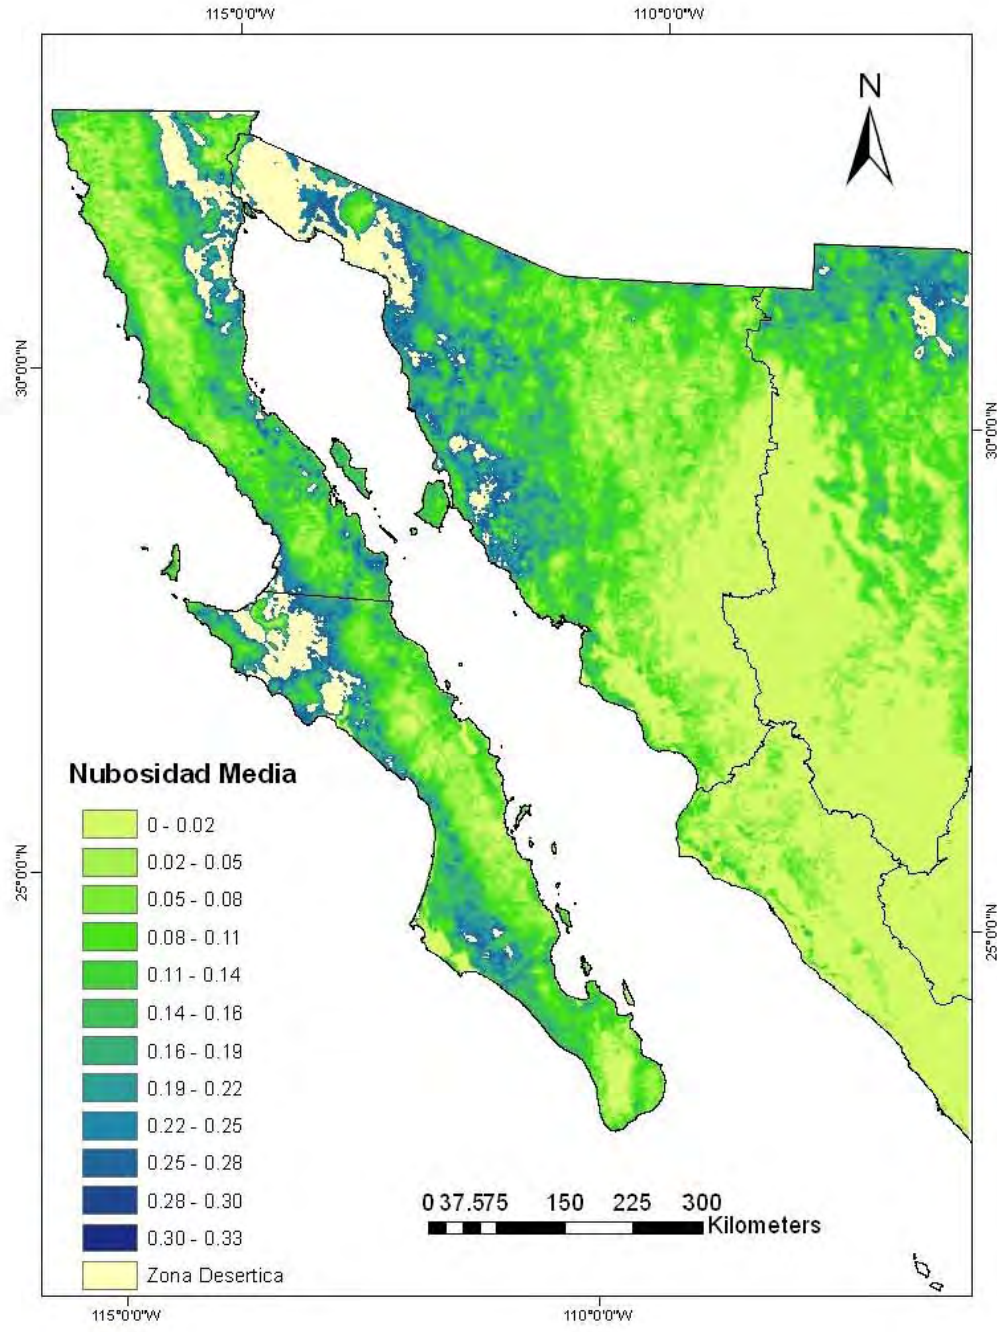 115°0'0"W
110°0'0"W
N
30°0'0"N
30°0'0"N
Nubosidad Media
0 - 0.02
0.02 - 0.05
0.05 - 0.08
0.08 - 0.11
0.11 - 0.14
0.14 - 0.16
0.16 - 0.19
0.19 - 0.22
0.22 - 0.25
0.25 - 0.28
0.28 - 0.30
0.30 - 0.33
Zona Desertica
25°0'0"N
25°0'0"N
0 37.575 150 225 300
Kilometers
115°0'0"W
110°0'0"W